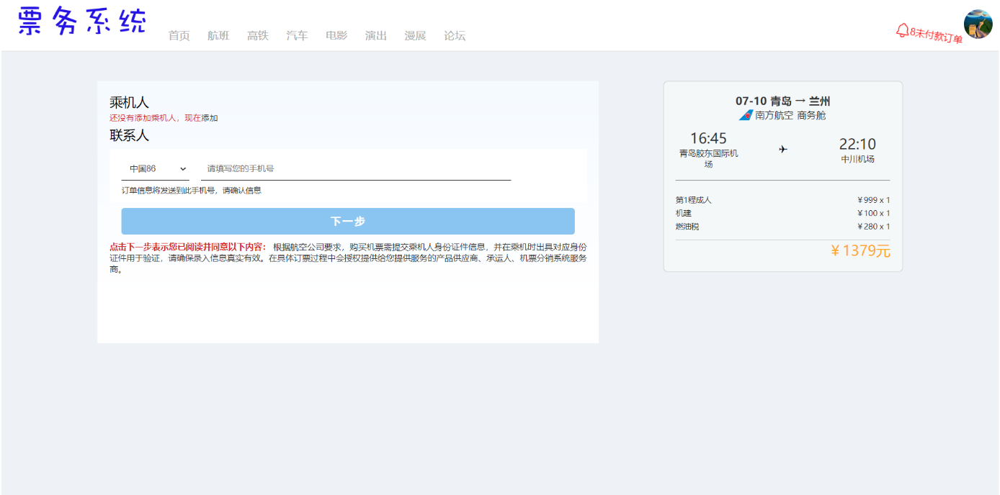 票务系统
首页 航班 高铁 汽车 电影 演出 漫展 论坛
8未付款订单
乘机人
还没有添加乘机人，现在添加
联系人
中国86 请填写您的手机号
订单信息将发送到此手机号，请确认信息
下一步
点击下一步表示您已阅读并同意以下内容： 根据航空公司要求，购买机票需提交乘机人身份证件信息，并在乘机时出具对应身份
证件用于验证，请确保录入信息真实有效。在具体订票过程中会授权提供给您提供服务的产品供应商、承运人、机票分销系统服务
商。
07-10 青岛 → 兰州
南方航空 商务舱
16:45
青岛胶东国际机
场
22:10
中川机场
第1程成人 ￥999 x 1
机建 ￥100 x 1
燃油税 ￥280 x 1
￥1379元